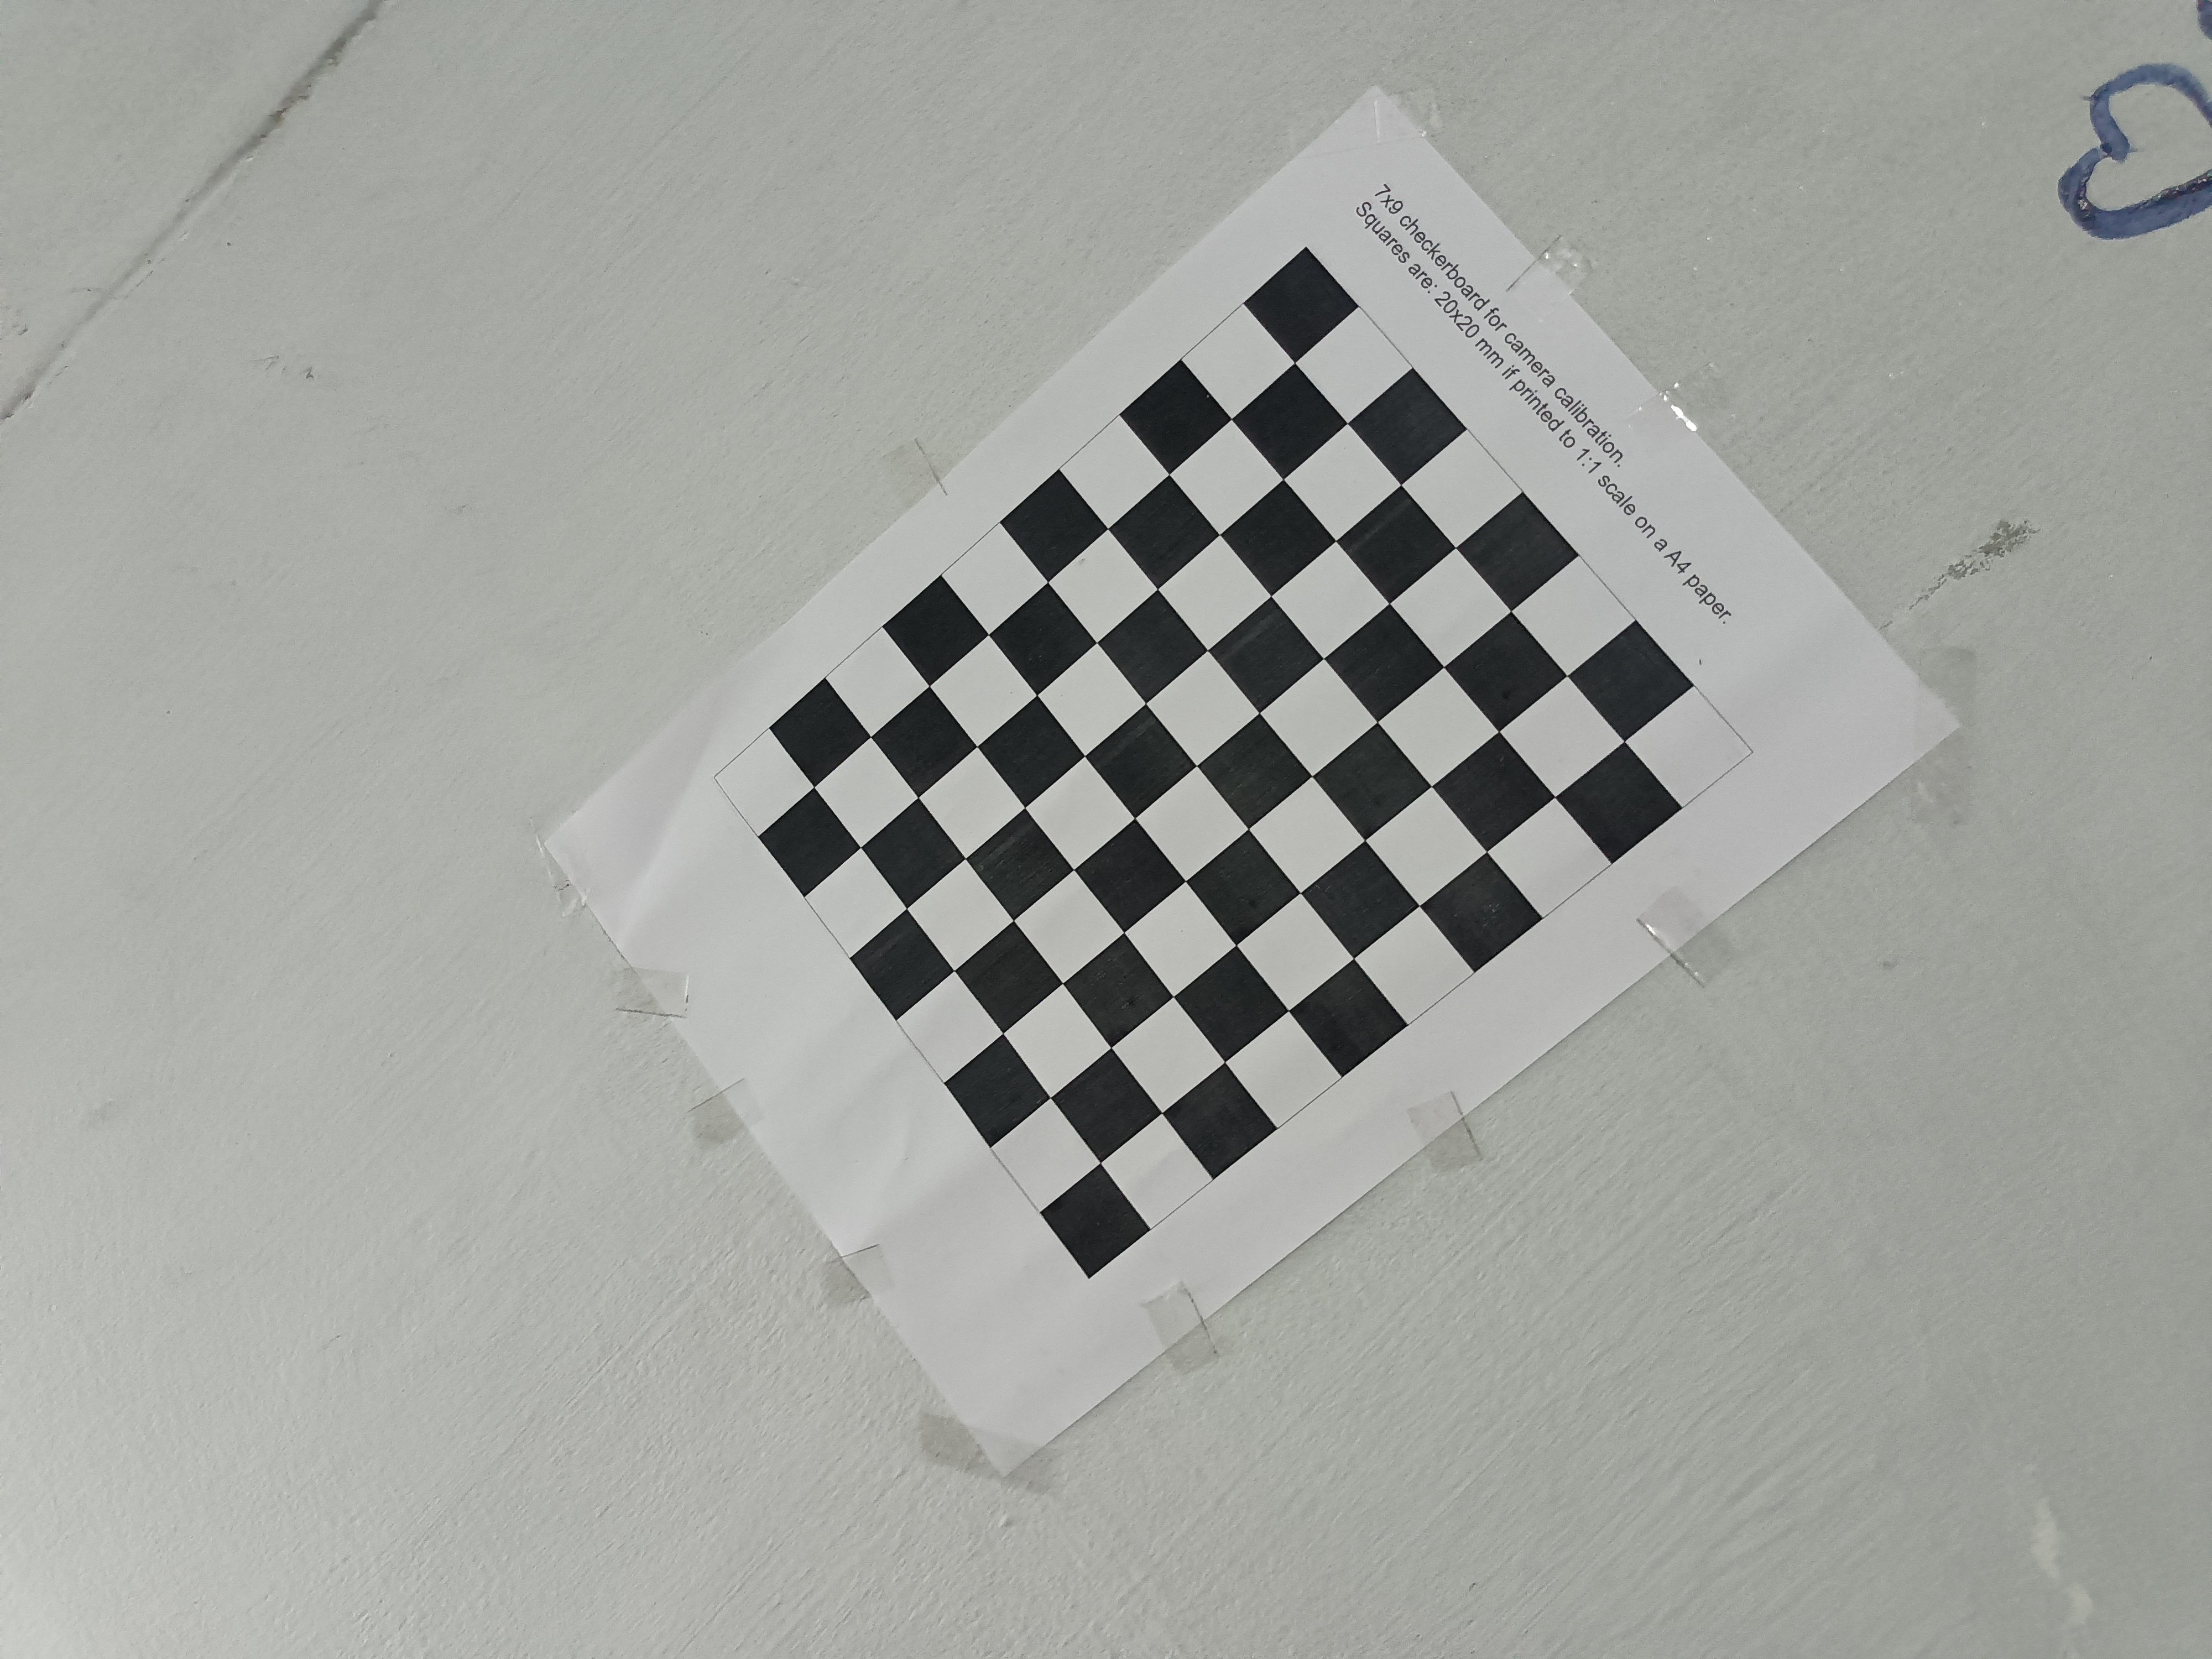 7x9 checkerboard for camera calibration.
Squares are: 20x20 mm if printed to 1:1 scale on a A4 paper.